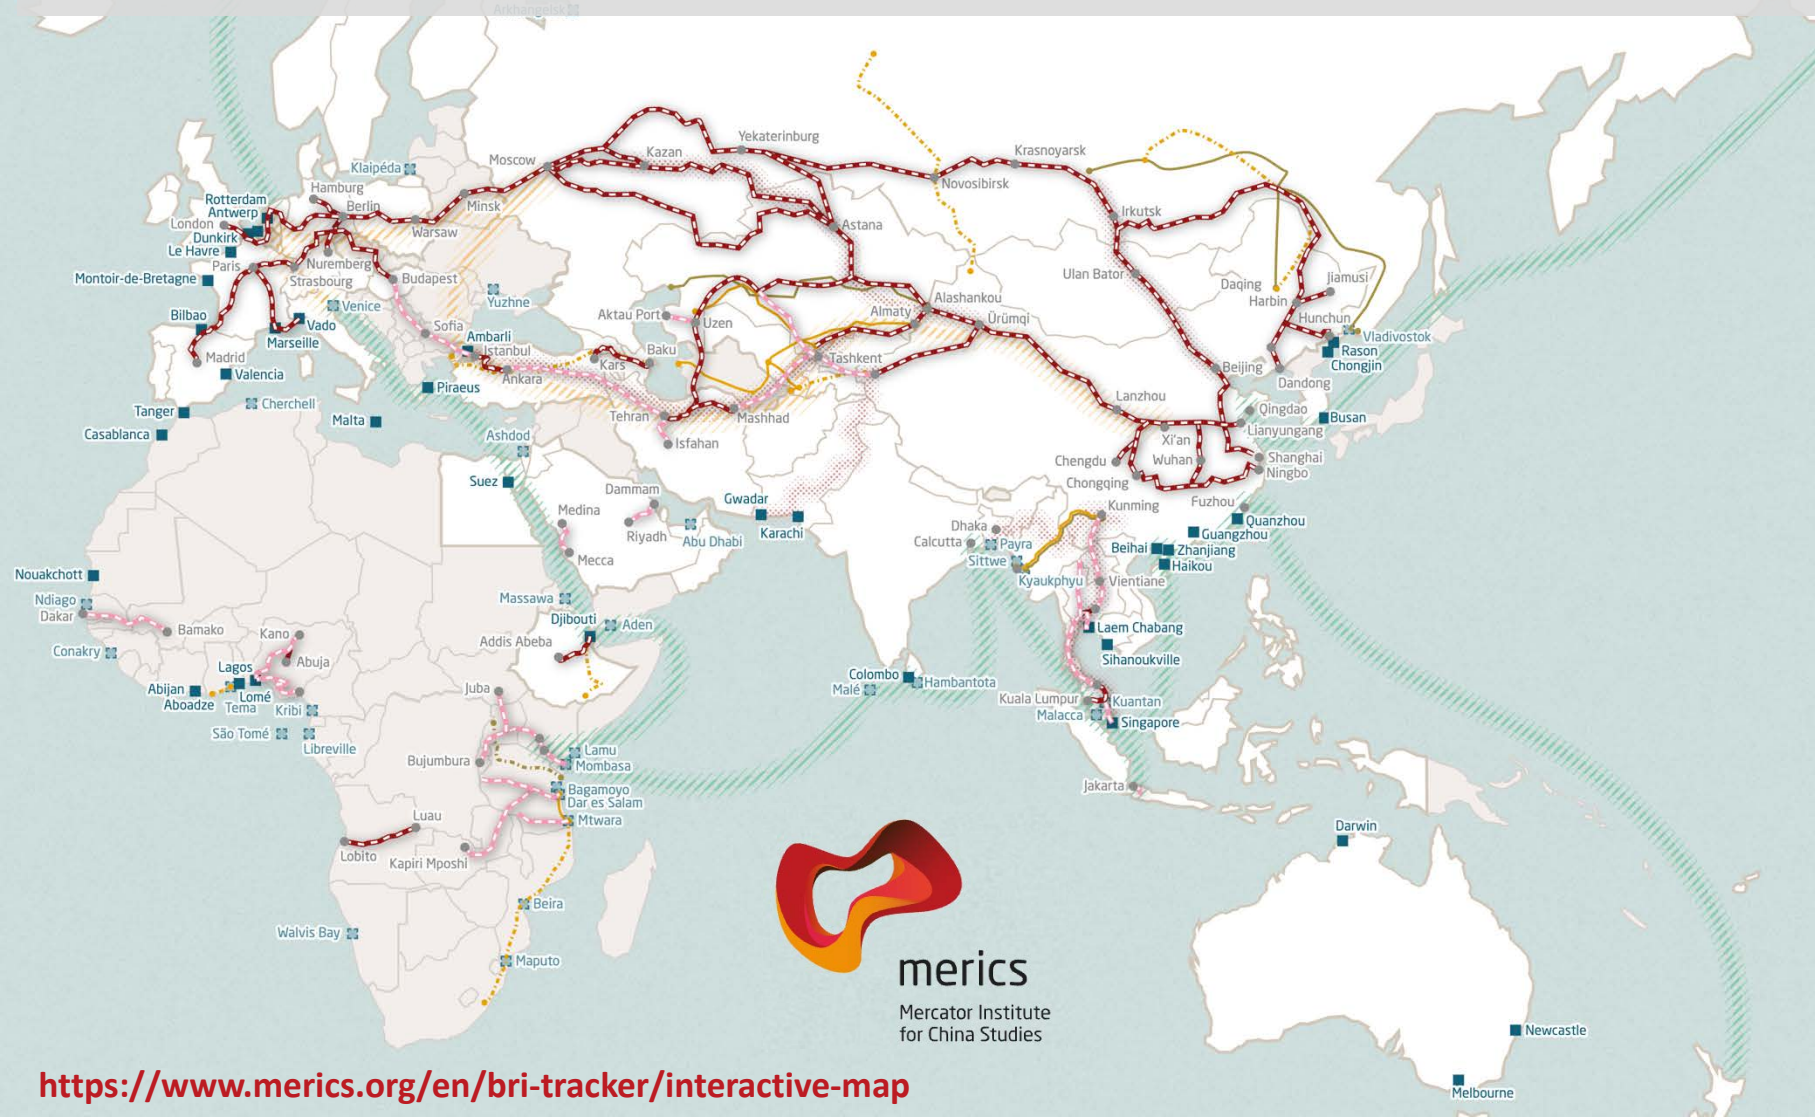 Arkhangelsk
Yekaterinburg
Moscow
Kazan
Krasnoyarsk
Klaipéda
Novosibirsk
Hamburg
Rotterdam
Antwerp
Berlin
Minsk
Irkutsk
London
Dunkirk
Warsaw
Astana
Le Havre
Paris
Nuremberg
Strasbourg
Budapest
Montoir-de-Bretagne
Ulan Bator
Daqing
Jiamusi
Harbin
Venice
Yuzhne
Alashankou
Aktau Port
Uzen
Almaty
Ürümqi
Hunchun
Bilbao
Vado
Sofia
Ambarli
Marseille
Istanbul
Vladivostok
Rason
Chongjin
Madrid
Kars
Baku
Tashkent
Beijing
Valencia
Ankara
Dandong
Piraeus
Lanzhou
Tanger
Cherchell
Tehran
Mashhad
Qingdao
Busan
Casablanca
Malta
Ashdod
Isfahan
Lianyungang
Xi'an
Chengdu
Wuhan
Shanghai
Ningbo
Suez
Chongqing
Dammam
Gwadar
Kunming
Fuzhou
Medina
Riyadh
Abu Dhabi
Karachi
Dhaka
Quanzhou
Guangzhou
Calcutta
Payra
Beihai
Zhanjiang
Mecca
Sittwe
Haikou
Nouakchott
Kyaukphyu
Vientiane
Ndiago
Dakar
Massawa
Bamako
Kano
Djibouti
Aden
Laem Chabang
Conakry
Addis Abeba
Abuja
Sihanoukville
Lagos
Abijan
Aboadze
Lomé
Tema
Kribi
Juba
Colombo
Malé
Hambantota
Kuala Lumpur
Kuantan
Malacca
Singapore
São Tomé
Libreville
Lamu
Mombasa
Bujumbura
Bagamoyo
Dar es Salam
Jakarta
Luau
Mtwara
Darwin
Lobito
Kapiri Mposhi
Beira
Walvis Bay
Maputo
merics
Mercator Institute
for China Studies
Newcastle
Melbourne
https://www.merics.org/en/bri-tracker/interactive-map